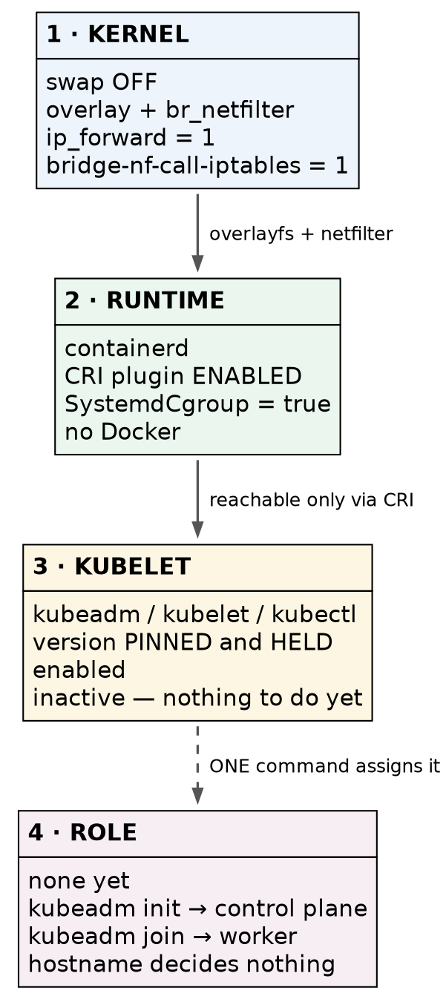 1 · KERNEL
swap OFF
overlay + br_netfilter
ip_forward = 1
bridge-nf-call-iptables = 1
overlayfs + netfilter
2 · RUNTIME
containerd
CRI plugin ENABLED
SystemdCgroup = true
no Docker
reachable only via CRI
3 · KUBELET
kubeadm / kubelet / kubectl
version PINNED and HELD
enabled
inactive — nothing to do yet
ONE command assigns it
4 · ROLE
none yet
kubeadm init → control plane
kubeadm join → worker
hostname decides nothing